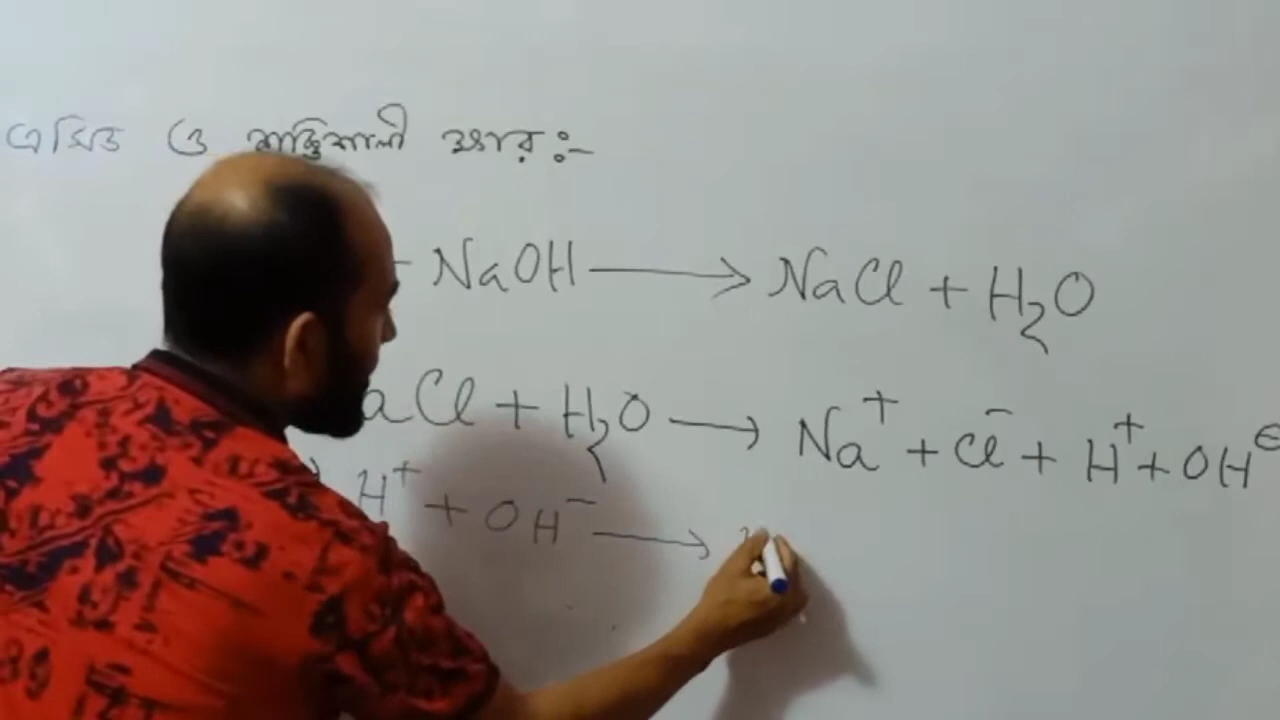 এসিড ও শক্তিশালী ক্ষার :-
+ NaOH ⟶ NaCl + H₂O
aCl + H₂O → Na⁺ + Cl⁻ + H⁺ + OH⊖
H⁺ + OH⁻ ⟶